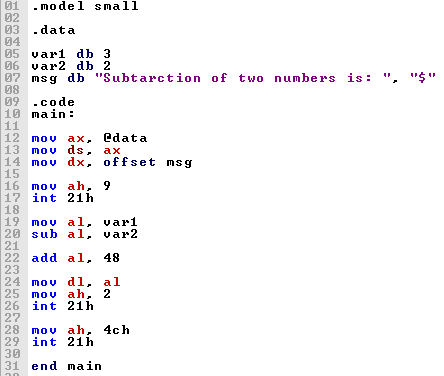 01 .model small
02
03 .data
04
05 var1 db 3
06 var2 db 2
07 msg db "Subtarction of two numbers is: ", "$"
08
09 .code
10 main:
11
12 mov ax, @data
13 mov ds, ax
14 mov dx, offset msg
15
16 mov ah, 9
17 int 21h
18
19 mov al, var1
20 sub al, var2
21
22 add al, 48
23
24 mov dl, al
25 mov ah, 2
26 int 21h
27
28 mov ah, 4ch
29 int 21h
30
31 end main